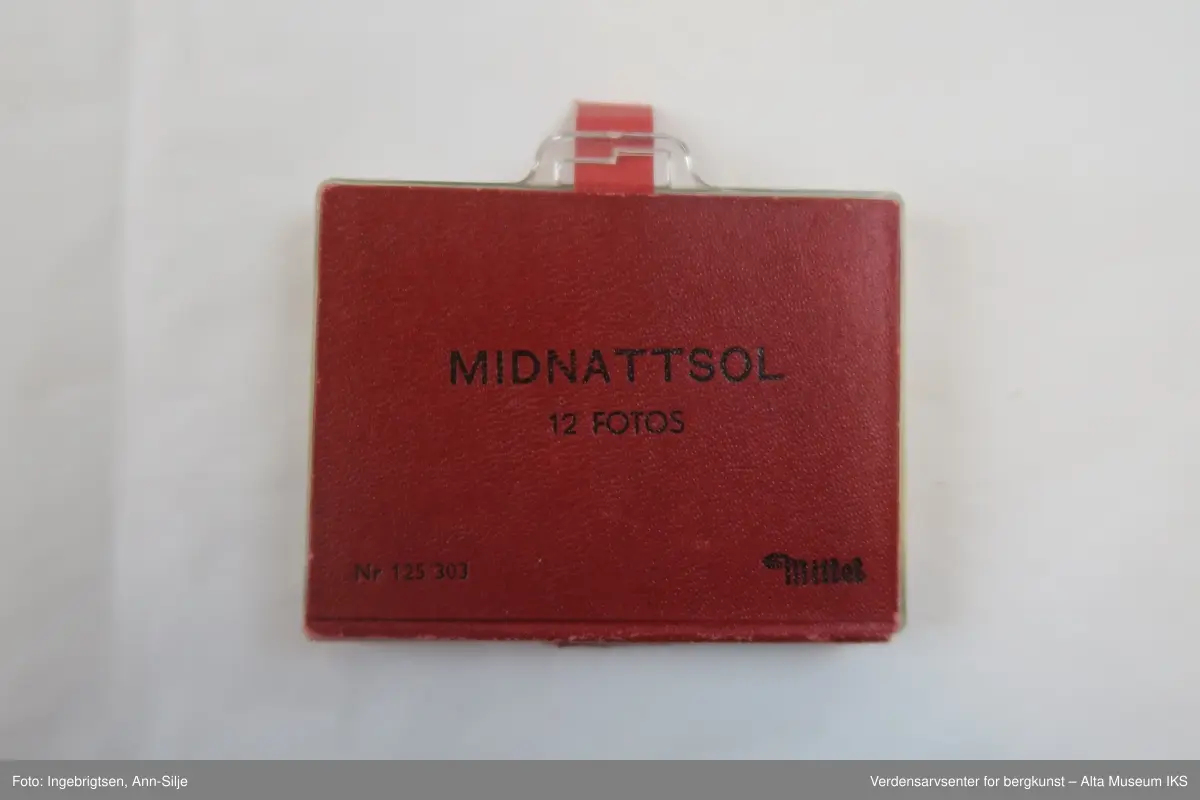 MIDNATTSOL
12 FOTOS
Nr 125 303
Mittet
Foto: Ingebrigtsen, Ann-Silje
Verdensarvsenter for bergkunst – Alta Museum IKS